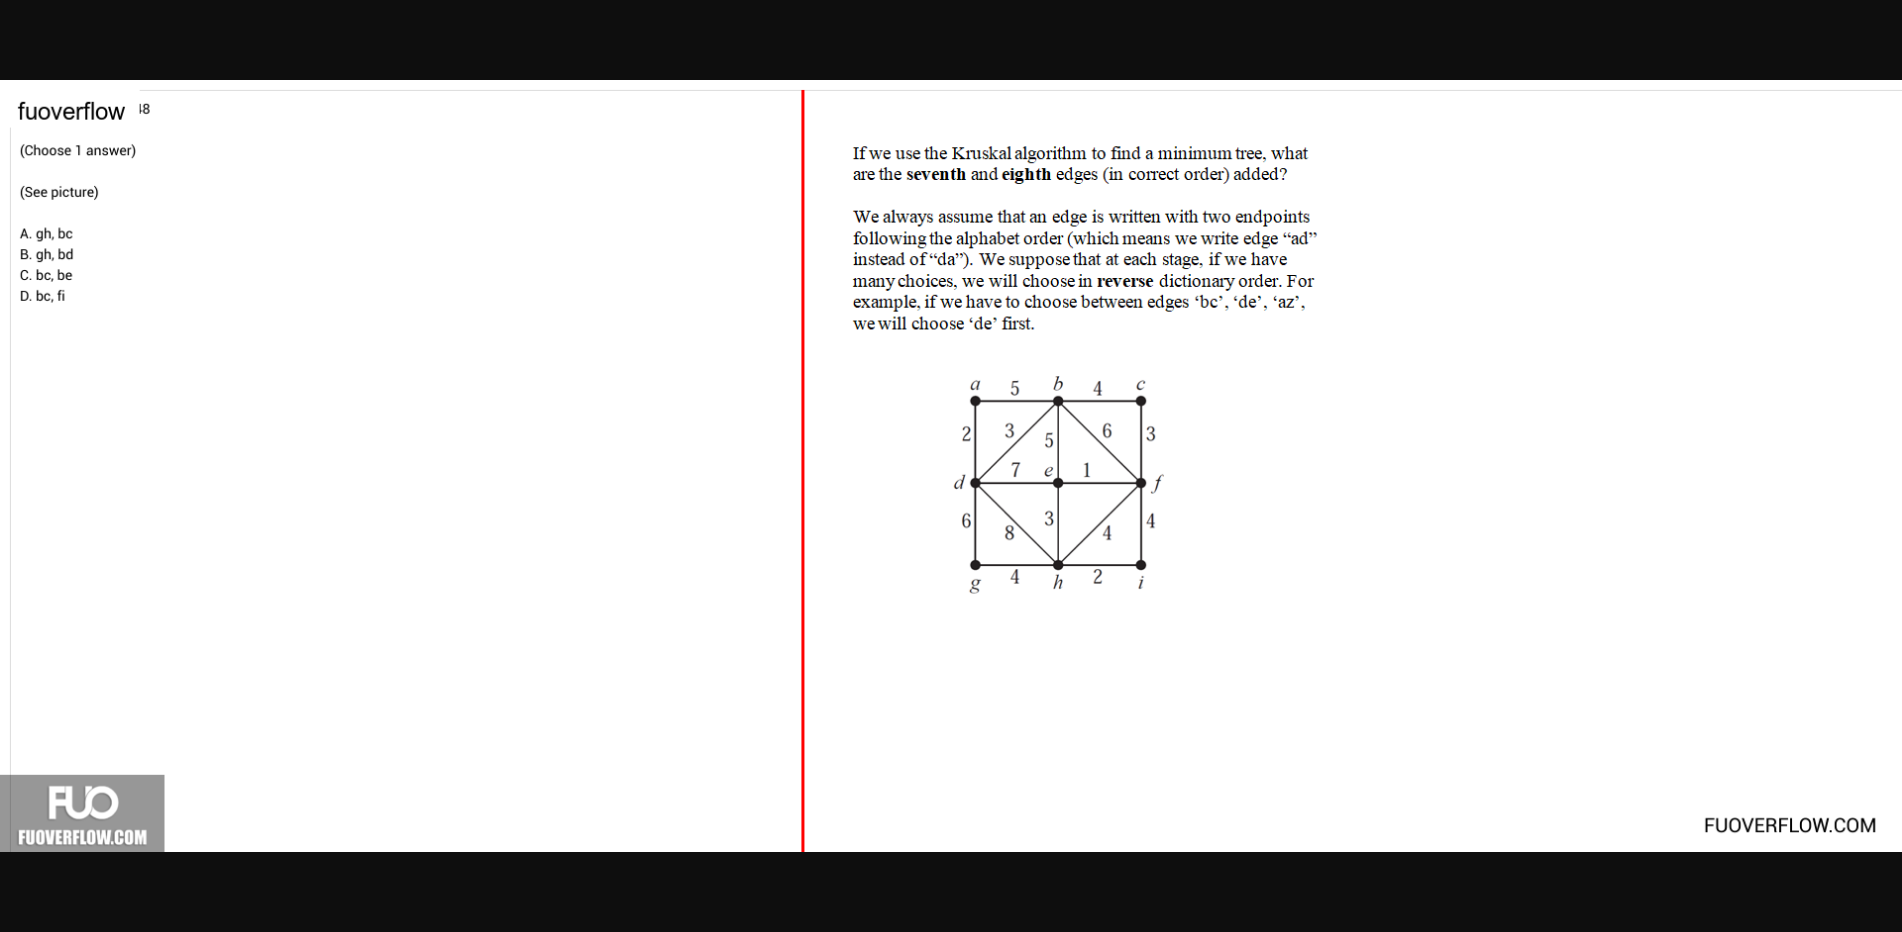 fuoverflow 48
(Choose 1 answer)
(See picture)
A. gh, bc
B. gh, bd
C. bc, be
D. bc, fi
If we use the Kruskal algorithm to find a minimum tree, what
are the seventh and eighth edges (in correct order) added?
We always assume that an edge is written with two endpoints
following the alphabet order (which means we write edge “ad”
instead of “da”). We suppose that at each stage, if we have
many choices, we will choose in reverse dictionary order. For
example, if we have to choose between edges ‘bc’, ‘de’, ‘az’,
we will choose ‘de’ first.
a 5 b 4 c
2 3 5 6 3
7 e 1
d f
6 8 3 4 4
4 2
g h i
FUO
FUOVERFLOW.COM
FUOVERFLOW.COM